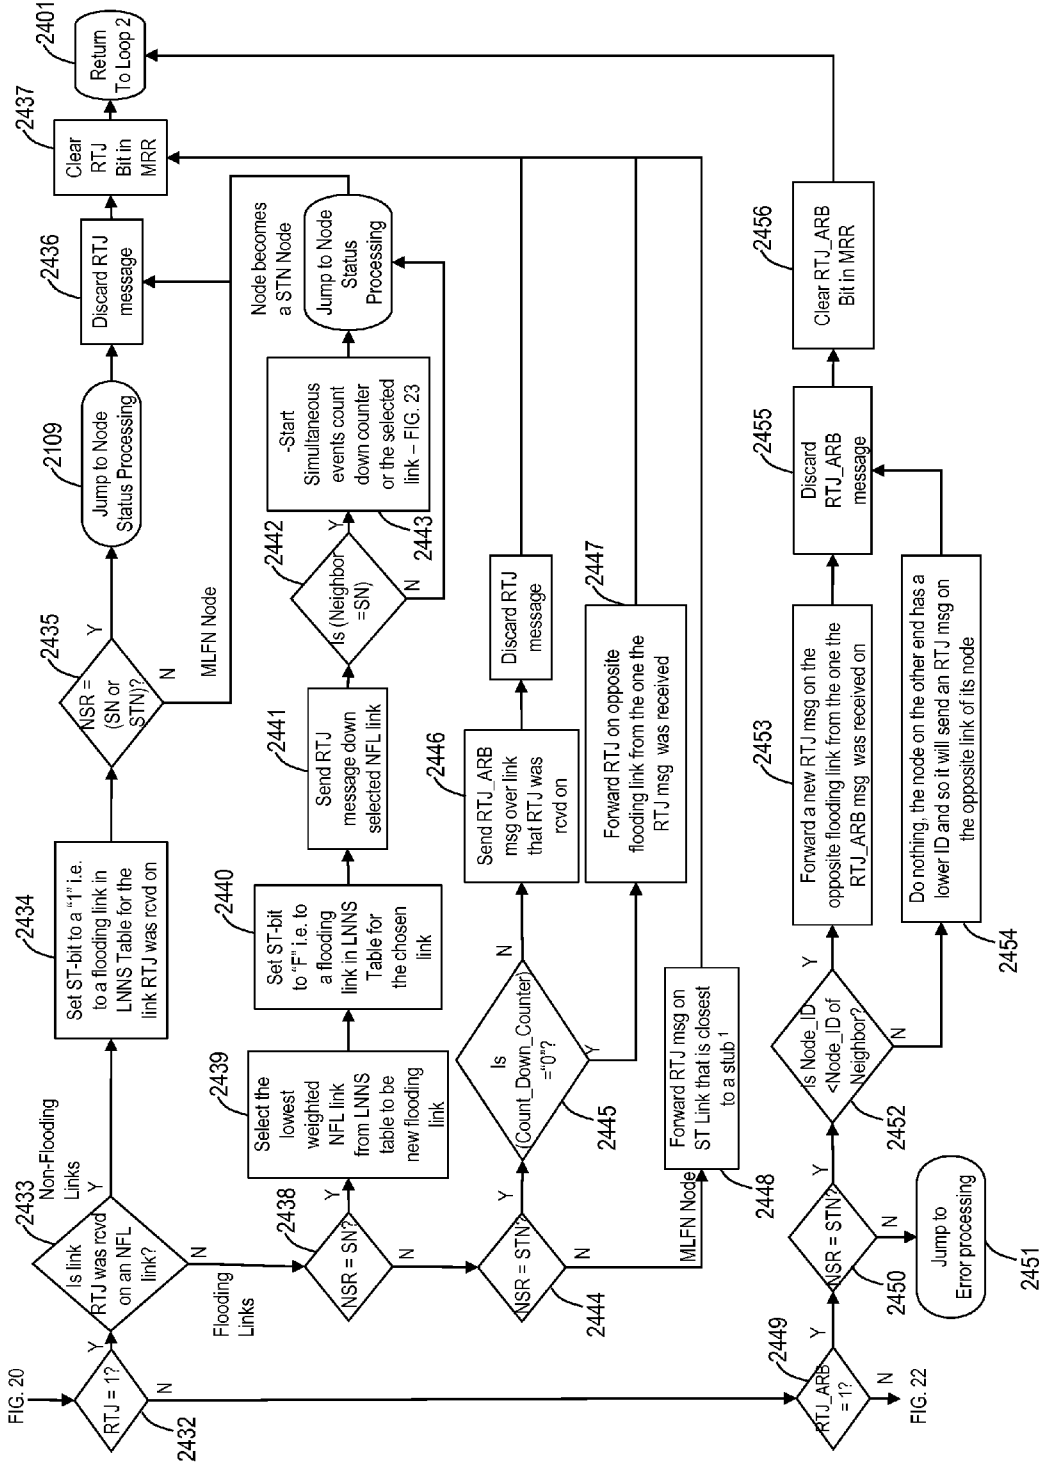 FIG. 20
RTJ = 1?
Y
N
2432
Is link
RTJ was rcvd
on an NFL
link?
2433
Non-Flooding
Links
Y
N
Flooding
Links
Set ST-bit to a "1" i.e.
to a flooding link in
LNNS Table for the
link RTJ was rcvd on
2434
NSR =
(SN or
STN)?
2435
Y
N
MLFN Node
Jump to Node
Status Processing
2109
Discard RTJ
message
2436
Clear
RTJ
Bit in
MRR
2437
Return
To Loop 2
2401
NSR = SN?
2438
Y
N
Select the
lowest
weighted
NFL link
from LNNS
table to be
new flooding
link
2439
Set ST-bit
to "F" i.e. to
a flooding
link in LNNS
Table for
the chosen
link
2440
Send RTJ
message down
selected NFL link
2441
Is (Neighbor
=SN)
2442
Y
N
-Start
Simultaneous
events count
down counter
or the selected
link – FIG. 23
2443
Node becomes
a STN Node
Jump to Node
Status
Processing
NSR = STN?
2444
Y
N
MLFN Node
Is
(Count_Down_Counter)
="0"?
2445
N
Y
Send RTJ_ARB
msg over link
that RTJ was
rcvd on
2446
Discard RTJ
message
Forward RTJ on opposite
flooding link from the one the
RTJ msg was received
2447
Forward RTJ msg on
ST Link that is closest
to a stub 1
2448
RTJ_ARB
= 1?
2449
Y
N
FIG. 22
NSR = STN?
2450
Y
N
Jump to
Error processing
2451
Is Node_ID
<Node_ID of
Neighbor?
2452
Y
N
Forward a new RTJ msg on the
opposite flooding link from the one the
RTJ_ARB msg was received on
2453
Do nothing, the node on the other end has a
lower ID and so it will send an RTJ msg on
the opposite link of its node
2454
Discard
RTJ_ARB
message
2455
Clear RTJ_ARB
Bit in MRR
2456